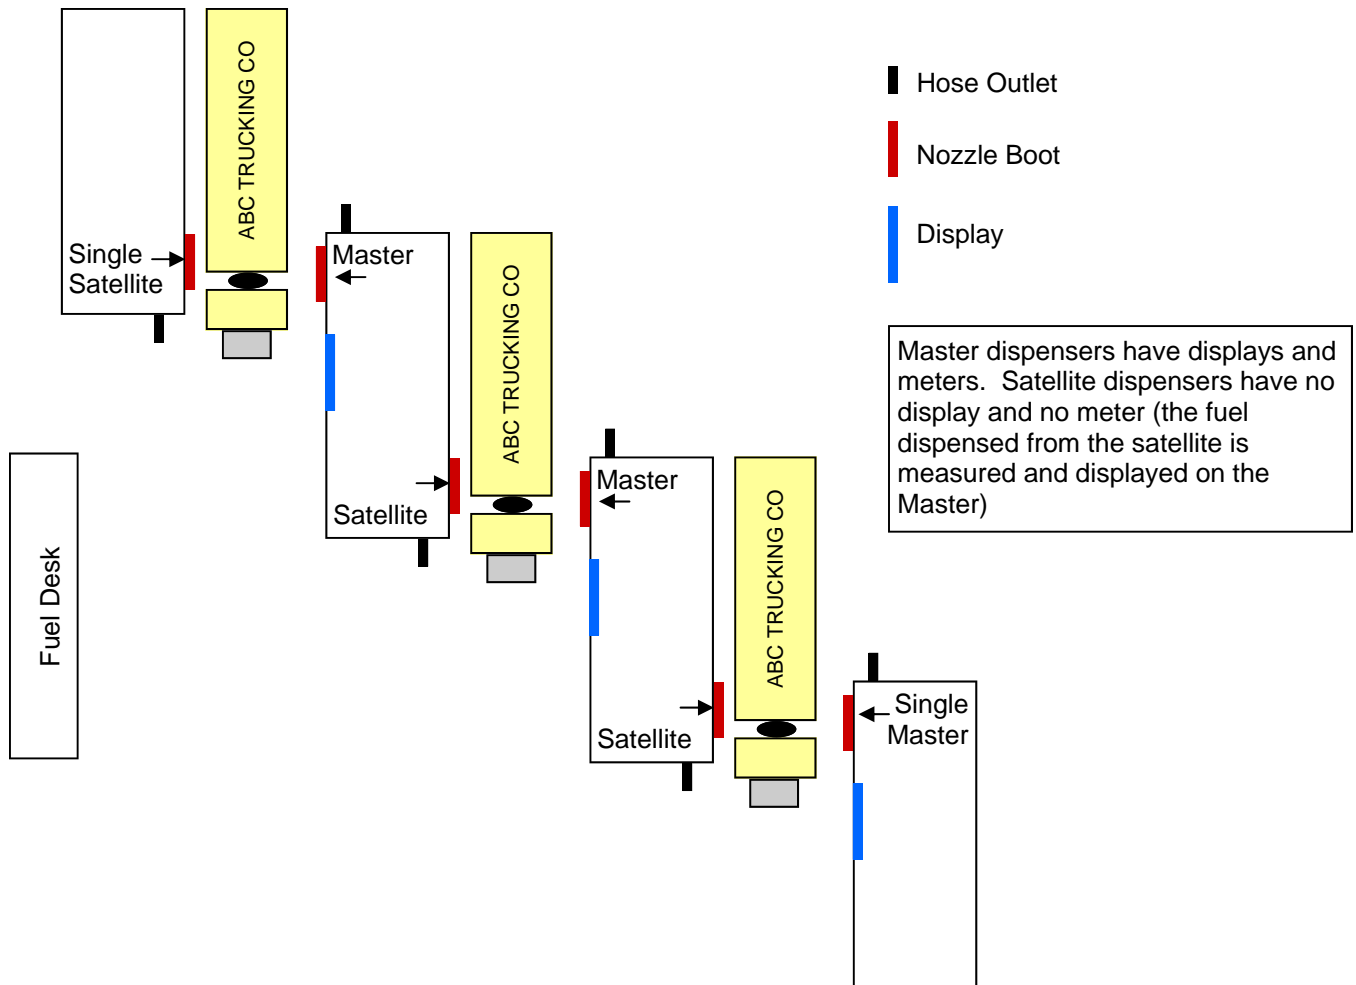 ABC TRUCKING CO
Hose Outlet
Nozzle Boot
Display
Single
Satellite
Master
ABC TRUCKING CO
Master dispensers have displays and
meters.  Satellite dispensers have no
display and no meter (the fuel
dispensed from the satellite is
measured and displayed on the
Master)
Satellite
Master
ABC TRUCKING CO
Fuel Desk
Satellite
Single
Master